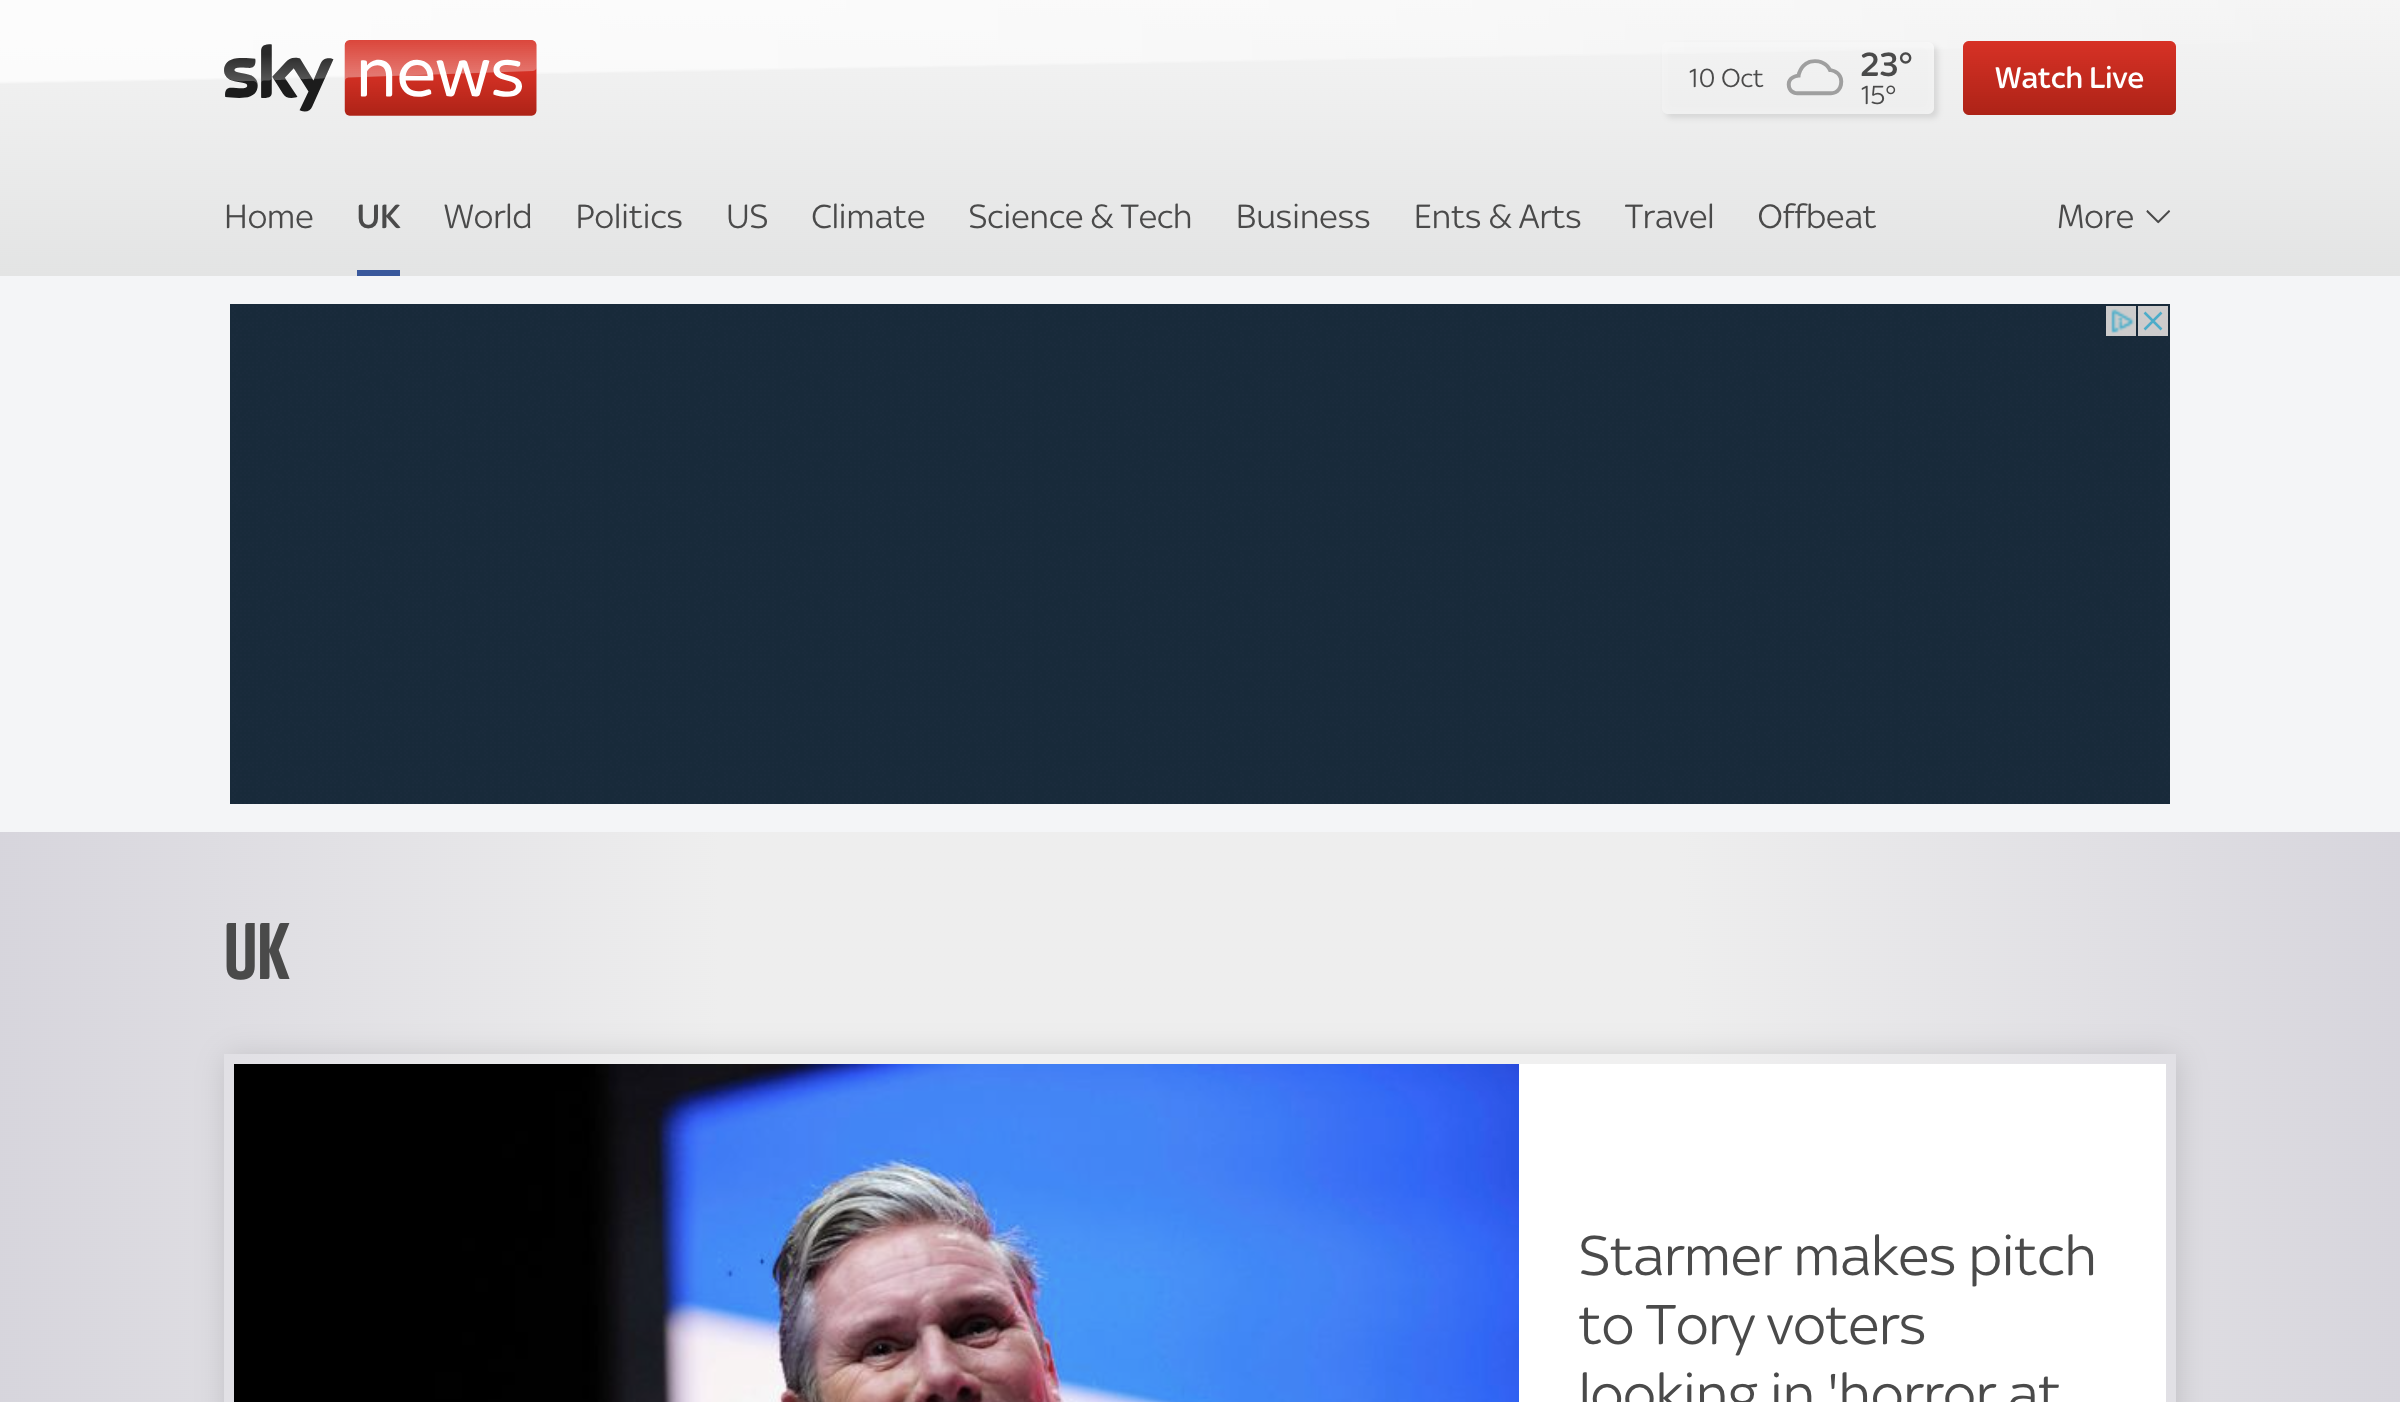 sky news
10 Oct 23° 15°
Watch Live
Home UK World Politics US Climate Science & Tech Business Ents & Arts Travel Offbeat More
UK
Starmer makes pitch
to Tory voters
looking in 'horror at